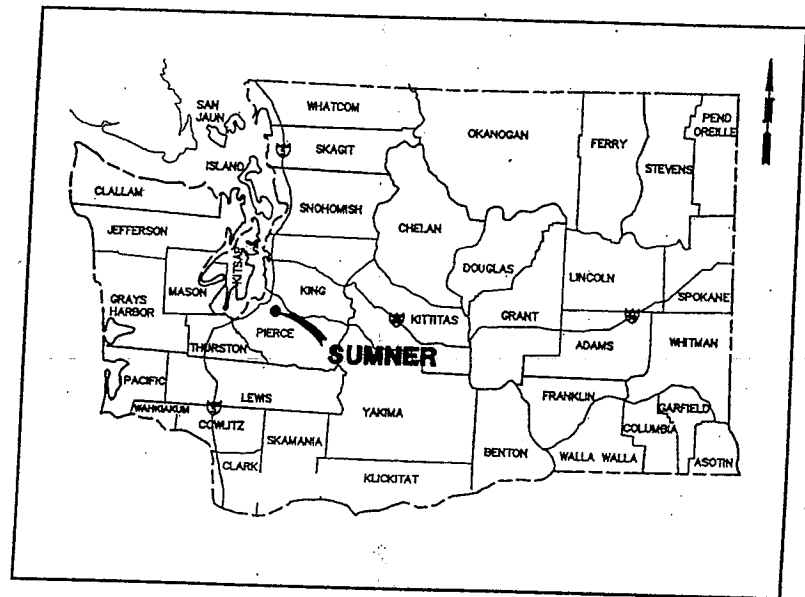 SAN
JAUN
WHATCOM
OKANOGAN
FERRY
STEVENS
PEND
OREILLE
SKAGIT
5
ISLAND
CLALLAM
SNOHOMISH
JEFFERSON
CHELAN
DOUGLAS
KITSAP
MASON
KING
LINCOLN
SPOKANE
GRAYS
HARBOR
PIERCE
KITTITAS
GRANT
THURSTON
SUMNER
ADAMS
WHITMAN
PACIFIC
LEWIS
YAKIMA
FRANKLIN
GARFIELD
WAHKIAKUM
COWLITZ
COLUMBIA
SKAMANIA
BENTON
WALLA WALLA
ASOTIN
CLARK
KLICKITAT